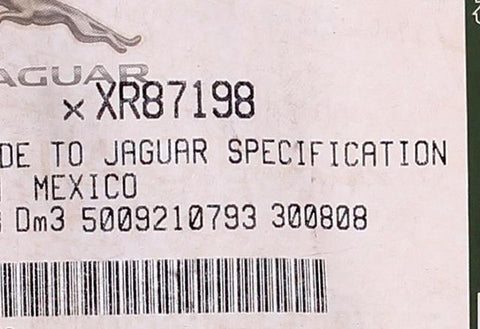 JAGUAR
× XR87198
DE TO JAGUAR SPECIFICATION
MEXICO
Dm3 5009210793 300808